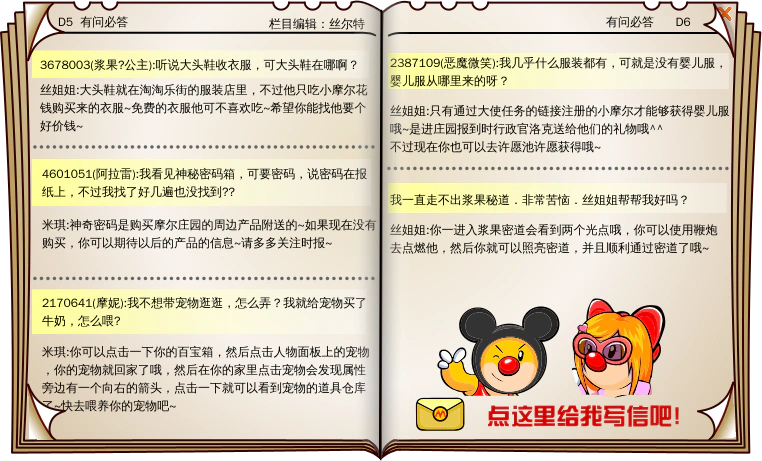 D5 有问必答
栏目编辑：丝尔特
3678003(浆果?公主):听说大头鞋收衣服，可大头鞋在哪啊？
丝姐姐:大头鞋就在淘淘乐街的服装店里，不过他只吃小摩尔花
钱购买来的衣服~免费的衣服他可不喜欢吃~希望你能找他要个
好价钱~
4601051(阿拉雷):我看见神秘密码箱，可要密码，说密码在报
纸上，不过我找了好几遍也没找到??
米琪:神奇密码是购买摩尔庄园的周边产品附送的~如果现在没有
购买，你可以期待以后的产品的信息~请多多关注时报~
2170641(摩妮):我不想带宠物逛逛，怎么弄？我就给宠物买了
牛奶，怎么喂?
米琪:你可以点击一下你的百宝箱，然后点击人物面板上的宠物
，你的宠物就回家了哦，然后在你的家里点击宠物会发现属性
旁边有一个向右的箭头，点击一下就可以看到宠物的道具仓库
了~快去喂养你的宠物吧~
有问必答 D6
2387109(恶魔微笑):我几乎什么服装都有，可就是没有婴儿服，
婴儿服从哪里来的呀？
丝姐姐:只有通过大使任务的链接注册的小摩尔才能够获得婴儿服
哦~是进庄园报到时行政官洛克送给他们的礼物哦^^
不过现在你也可以去许愿池许愿获得哦~
我一直走不出浆果秘道．非常苦恼．丝姐姐帮帮我好吗？
丝姐姐:你一进入浆果密道会看到两个光点哦，你可以使用鞭炮
去点燃他，然后你就可以照亮密道，并且顺利通过密道了哦~
点这里给我写信吧！